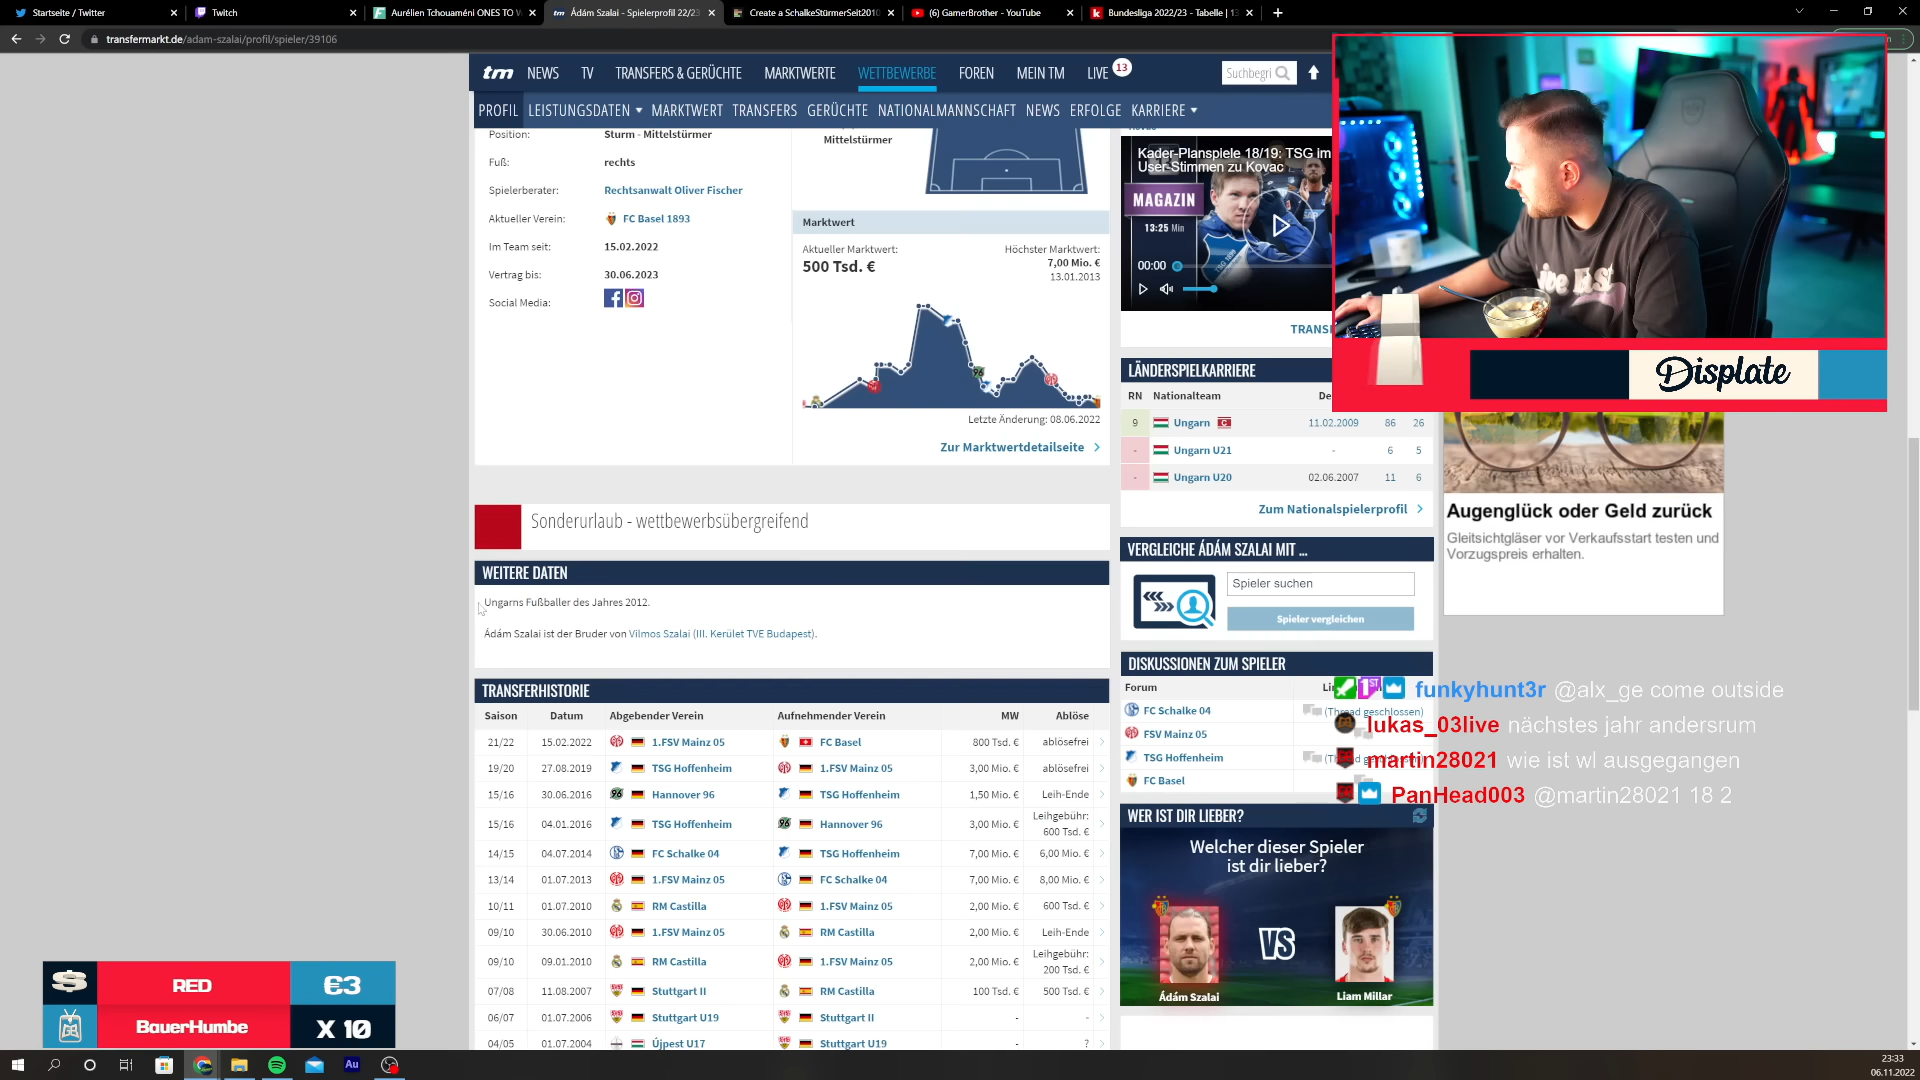 Startseite / Twitter
Twitch
Aurélien Tchouaméni ONES TO W
Ádám Szalai - Spielerprofil 22/23
Create a SchalkeStürmerSeit2010
(6) GamerBrother - YouTube
Bundesliga 2022/23 - Tabelle | 13
transfermarkt.de/adam-szalai/profil/spieler/39106
tm NEWS TV TRANSFERS & GERÜCHTE MARKTWERTE WETTBEWERBE FOREN MEIN TM LIVE 13
Suchbegri
PROFIL LEISTUNGSDATEN MARKTWERT TRANSFERS GERÜCHTE NATIONALMANNSCHAFT NEWS ERFOLGE KARRIERE
Position: Sturm - Mittelstürmer
Fuß: rechts
Spielerberater: Rechtsanwalt Oliver Fischer
Aktueller Verein: FC Basel 1893
Im Team seit: 15.02.2022
Vertrag bis: 30.06.2023
Social Media:
Mittelstürmer
Marktwert
Aktueller Marktwert:
500 Tsd. €
Höchster Marktwert:
7,00 Mio. €
13.01.2013
Letzte Änderung: 08.06.2022
Zur Marktwertdetailseite
Kader-Planspiele 18/19: TSG im
User-Stimmen zu Kovac
MAGAZIN
13:25 Min
00:00
TRANS
LÄNDERSPIELKARRIERE
RN Nationalteam De
9 Ungarn 11.02.2009 86 26
- Ungarn U21 - 6 5
- Ungarn U20 02.06.2007 11 6
Zum Nationalspielerprofil
Displate
Augenglück oder Geld zurück
Gleitsichtgläser vor Verkaufsstart testen und
Vorzugspreis erhalten.
Sonderurlaub - wettbewerbsübergreifend
WEITERE DATEN
Ungarns Fußballer des Jahres 2012.
Ádám Szalai ist der Bruder von Vilmos Szalai (III. Kerület TVE Budapest).
VERGLEICHE ÁDÁM SZALAI MIT ...
Spieler suchen
Spieler vergleichen
DISKUSSIONEN ZUM SPIELER
Forum
FC Schalke 04 (Thread geschlossen)
FSV Mainz 05
TSG Hoffenheim
FC Basel
funkyhunt3r @alx_ge come outside
lukas_03live nächstes jahr andersrum
martin28021 wie ist wl ausgegangen
PanHead003 @martin28021 18 2
TRANSFERHISTORIE
Saison Datum Abgebender Verein Aufnehmender Verein MW Ablöse
21/22 15.02.2022 1.FSV Mainz 05 FC Basel 800 Tsd. € ablösefrei
19/20 27.08.2019 TSG Hoffenheim 1.FSV Mainz 05 3,00 Mio. € ablösefrei
15/16 30.06.2016 Hannover 96 TSG Hoffenheim 1,50 Mio. € Leih-Ende
15/16 04.01.2016 TSG Hoffenheim Hannover 96 3,00 Mio. € Leihgebühr: 600 Tsd. €
14/15 04.07.2014 FC Schalke 04 TSG Hoffenheim 7,00 Mio. € 6,00 Mio. €
13/14 01.07.2013 1.FSV Mainz 05 FC Schalke 04 7,00 Mio. € 8,00 Mio. €
10/11 01.07.2010 RM Castilla 1.FSV Mainz 05 2,00 Mio. € 600 Tsd. €
09/10 30.06.2010 1.FSV Mainz 05 RM Castilla 2,00 Mio. € Leih-Ende
09/10 09.01.2010 RM Castilla 1.FSV Mainz 05 2,00 Mio. € Leihgebühr: 200 Tsd. €
07/08 11.08.2007 Stuttgart II RM Castilla 100 Tsd. € 500 Tsd. €
06/07 01.07.2006 Stuttgart U19 Stuttgart II - -
04/05 01.07.2004 Újpest U17 Stuttgart U19 - ?
WER IST DIR LIEBER?
Welcher dieser Spieler
ist dir lieber?
VS
Ádám Szalai
Liam Millar
RED €3
BauerHumbe X 10
Au
23:33
06.11.2022